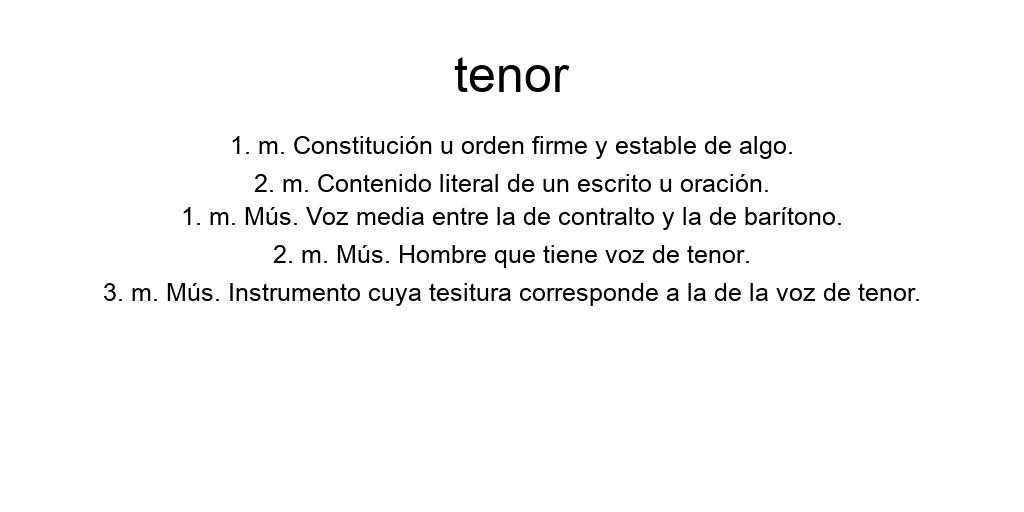 tenor
1. m. Constitución u orden firme y estable de algo.
2. m. Contenido literal de un escrito u oración.
1. m. Mús. Voz media entre la de contralto y la de barítono.
2. m. Mús. Hombre que tiene voz de tenor.
3. m. Mús. Instrumento cuya tesitura corresponde a la de la voz de tenor.